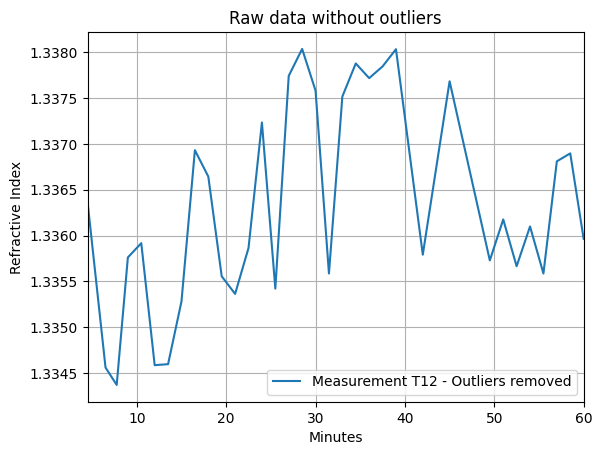 Raw data without outliers
Refractive Index
1.3380
1.3375
1.3370
1.3365
1.3360
1.3355
1.3350
1.3345
Measurement T12 - Outliers removed
10 20 30 40 50 60
Minutes